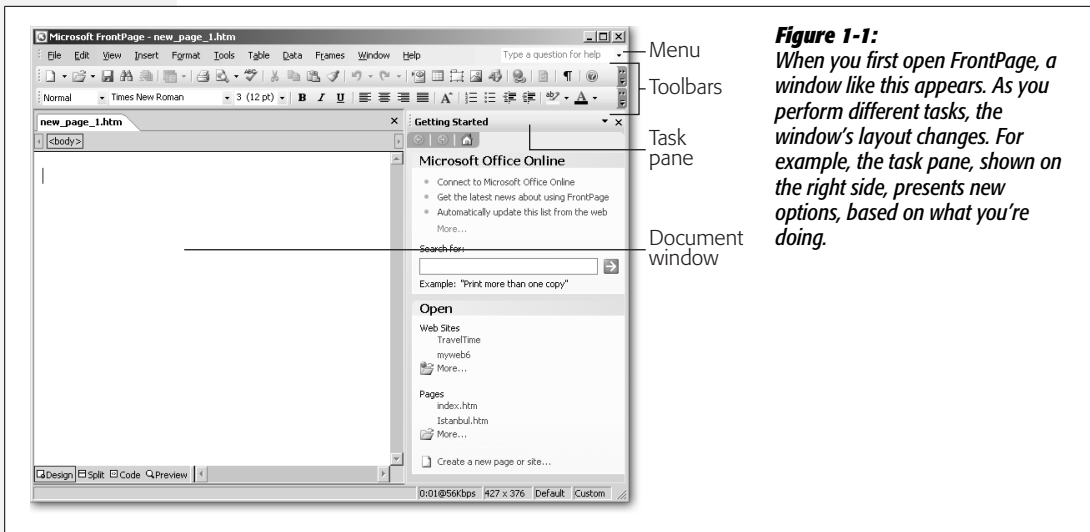 Microsoft FrontPage - new_page_1.htm
File Edit View Insert Format Tools Table Data Frames Window Help Type a question for help
Normal Times New Roman 3 (12 pt) B I U A A
new_page_1.htm
<body>
Getting Started
Microsoft Office Online
Connect to Microsoft Office Online
Get the latest news about using FrontPage
Automatically update this list from the web
More...
Search for:
Example: "Print more than one copy"
Open
Web Sites
TravelTime
myweb6
More...
Pages
index.htm
Istanbul.htm
More...
Create a new page or site...
Design Split Code Preview
0:01@56Kbps 427 x 376 Default Custom
Menu
Toolbars
Task
pane
Document
window
Figure 1-1:
When you first open FrontPage, a
window like this appears. As you
perform different tasks, the
window's layout changes. For
example, the task pane, shown on
the right side, presents new
options, based on what you're
doing.